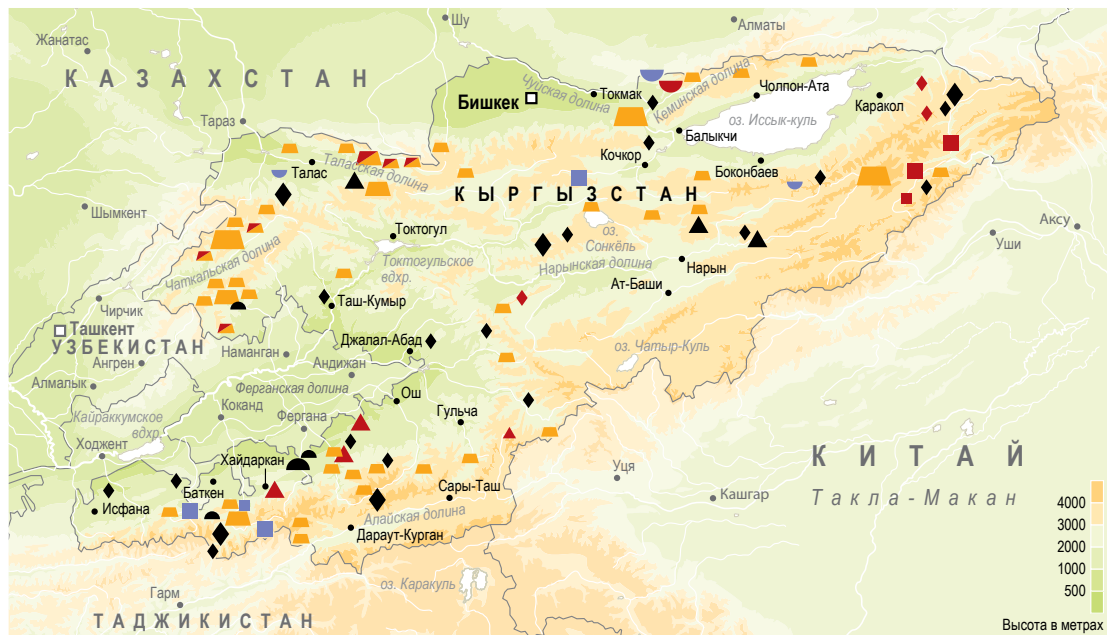 Шу
Алматы
Жанатас
КАЗАХСТАН
Чуйская долина
Токмак
Кеминская долина
Чолпон-Ата
Бишкек
Каракол
Тараз
оз. Иссык-куль
Балыкчи
Талас
Таласская долина
Кочкор
Боконбаев
КЫРГЫЗСТАН
Шымкент
Аксу
Токтогул
оз.
Сонкёль
Уши
Чаткальская долина
Токтогульское
вдхр.
Нарынская долина
Нарын
Ат-Баши
Чирчик
Таш-Кумыр
Ташкент
УЗБЕКИСТАН
Джалал-Абад
оз. Чатыр-Куль
Наманган
Ангрен
Андижан
Алмалык
Ферганская долина
Ош
Кайраккумское
вдхр.
Коканд
Фергана
Гульча
Ходжент
Хайдаркан
КИТАЙ
Уця
Баткен
Сары-Таш
Кашгар
Такла-Макан
Исфана
Алайская долина
Дараут-Курган
4000
3000
2000
1000
500
оз. Каракуль
Гарм
ТАДЖИКИСТАН
Высота в метрах